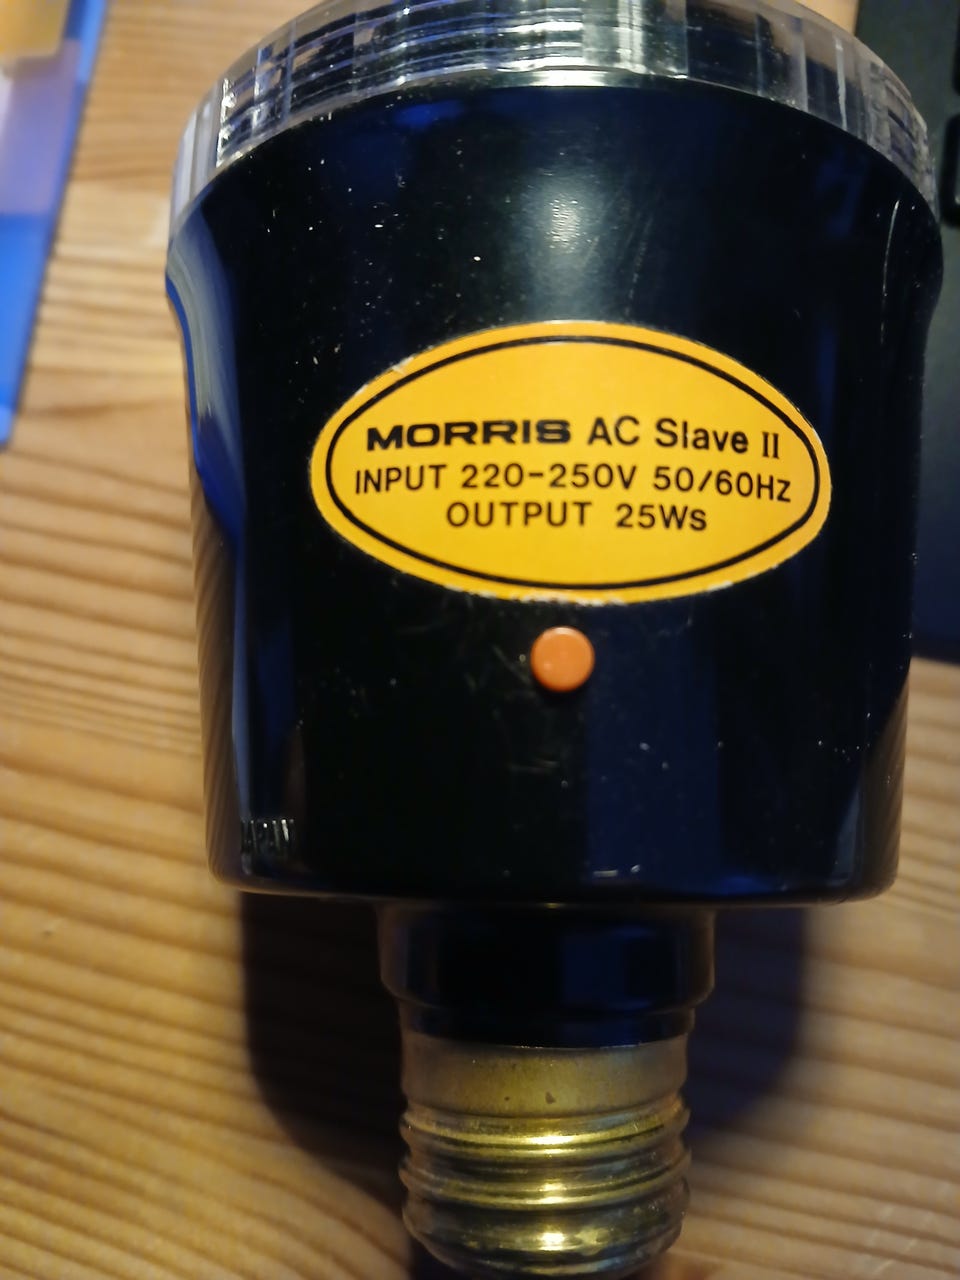 MORRIS AC Slave II
INPUT 220-250V 50/60Hz
OUTPUT 25Ws